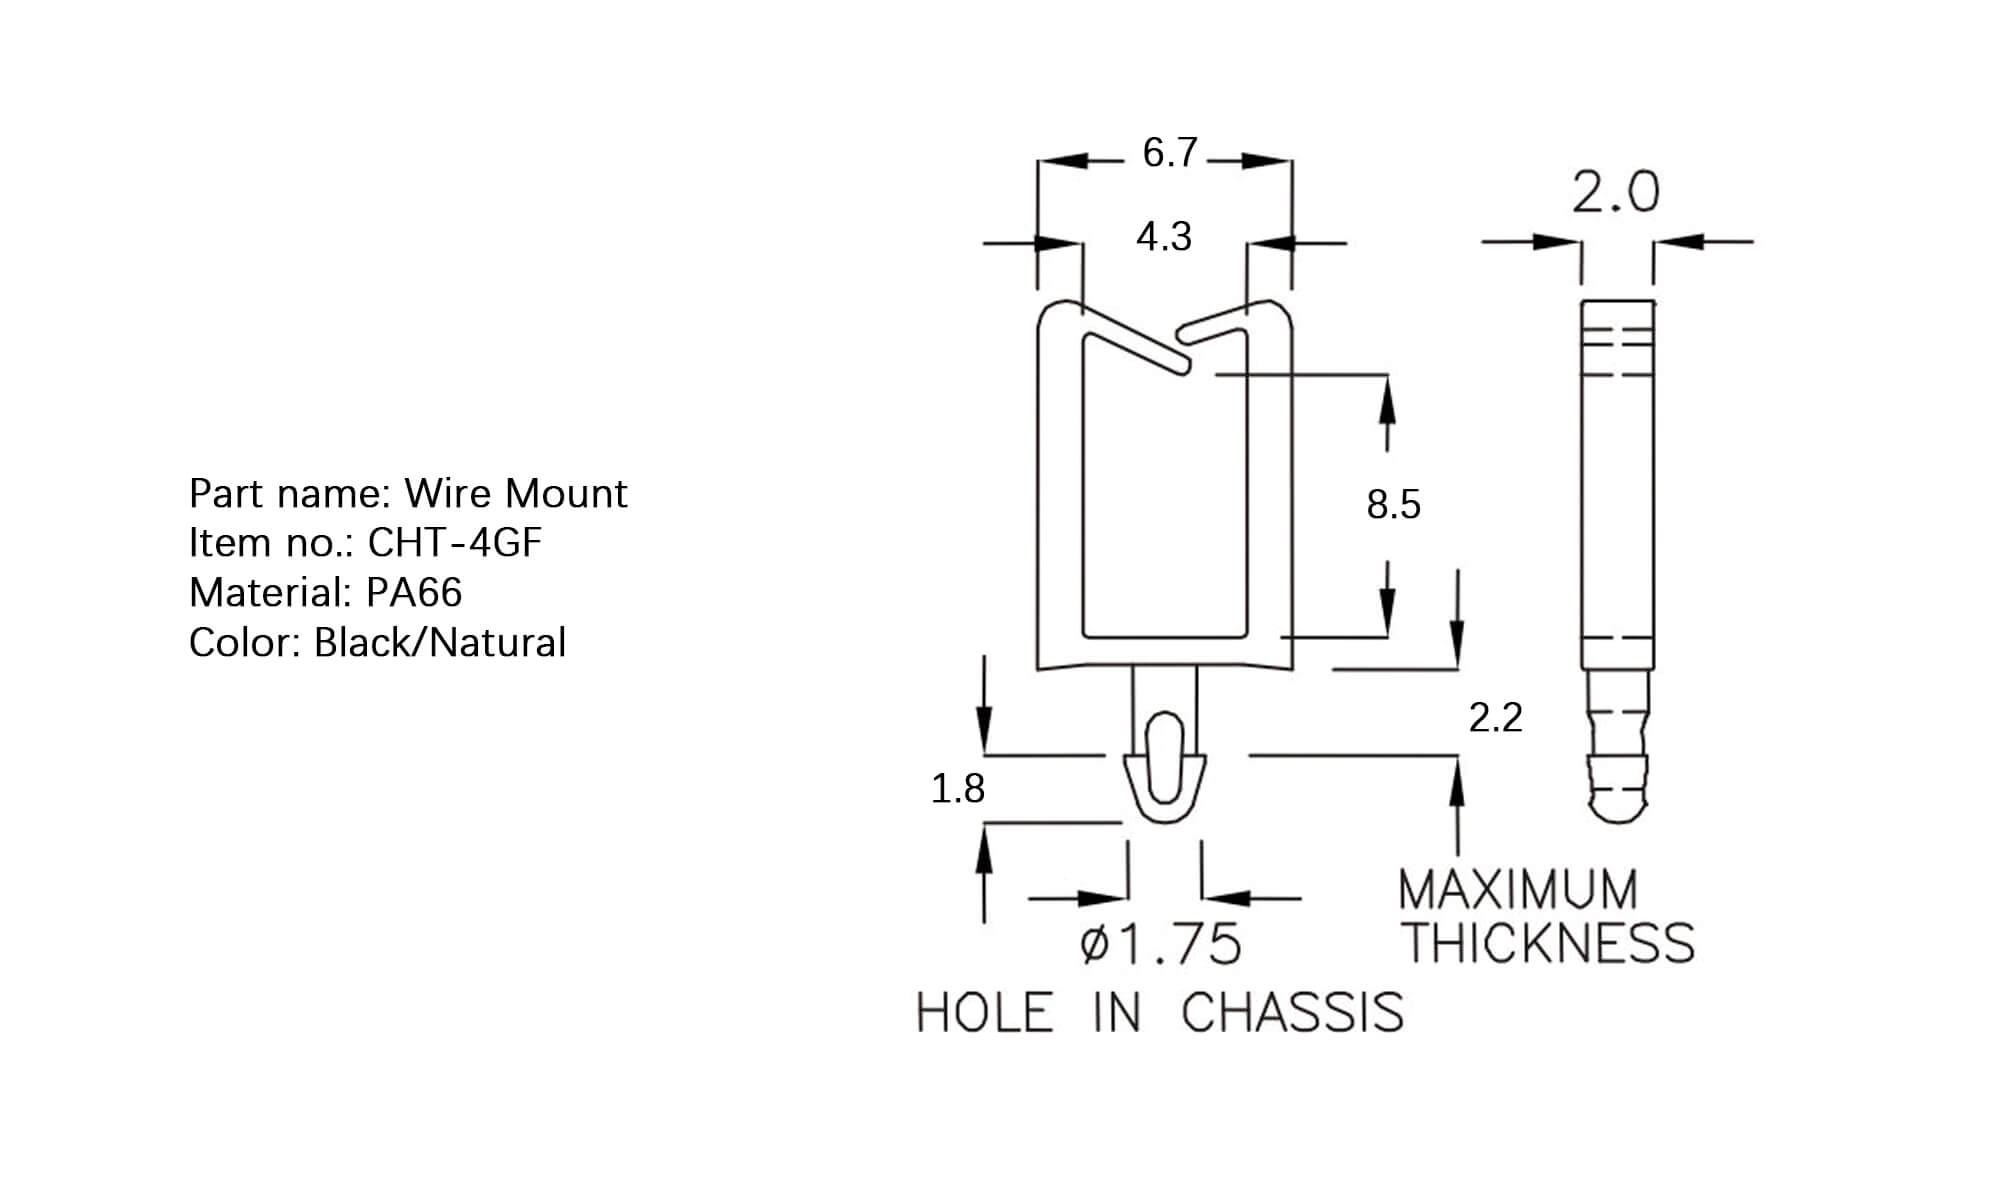 6.7
4.3
2.0
Part name: Wire Mount
Item no.: CHT-4GF
Material: PA66
Color: Black/Natural
8.5
2.2
1.8
MAXIMUM
THICKNESS
ø1.75
HOLE IN CHASSIS